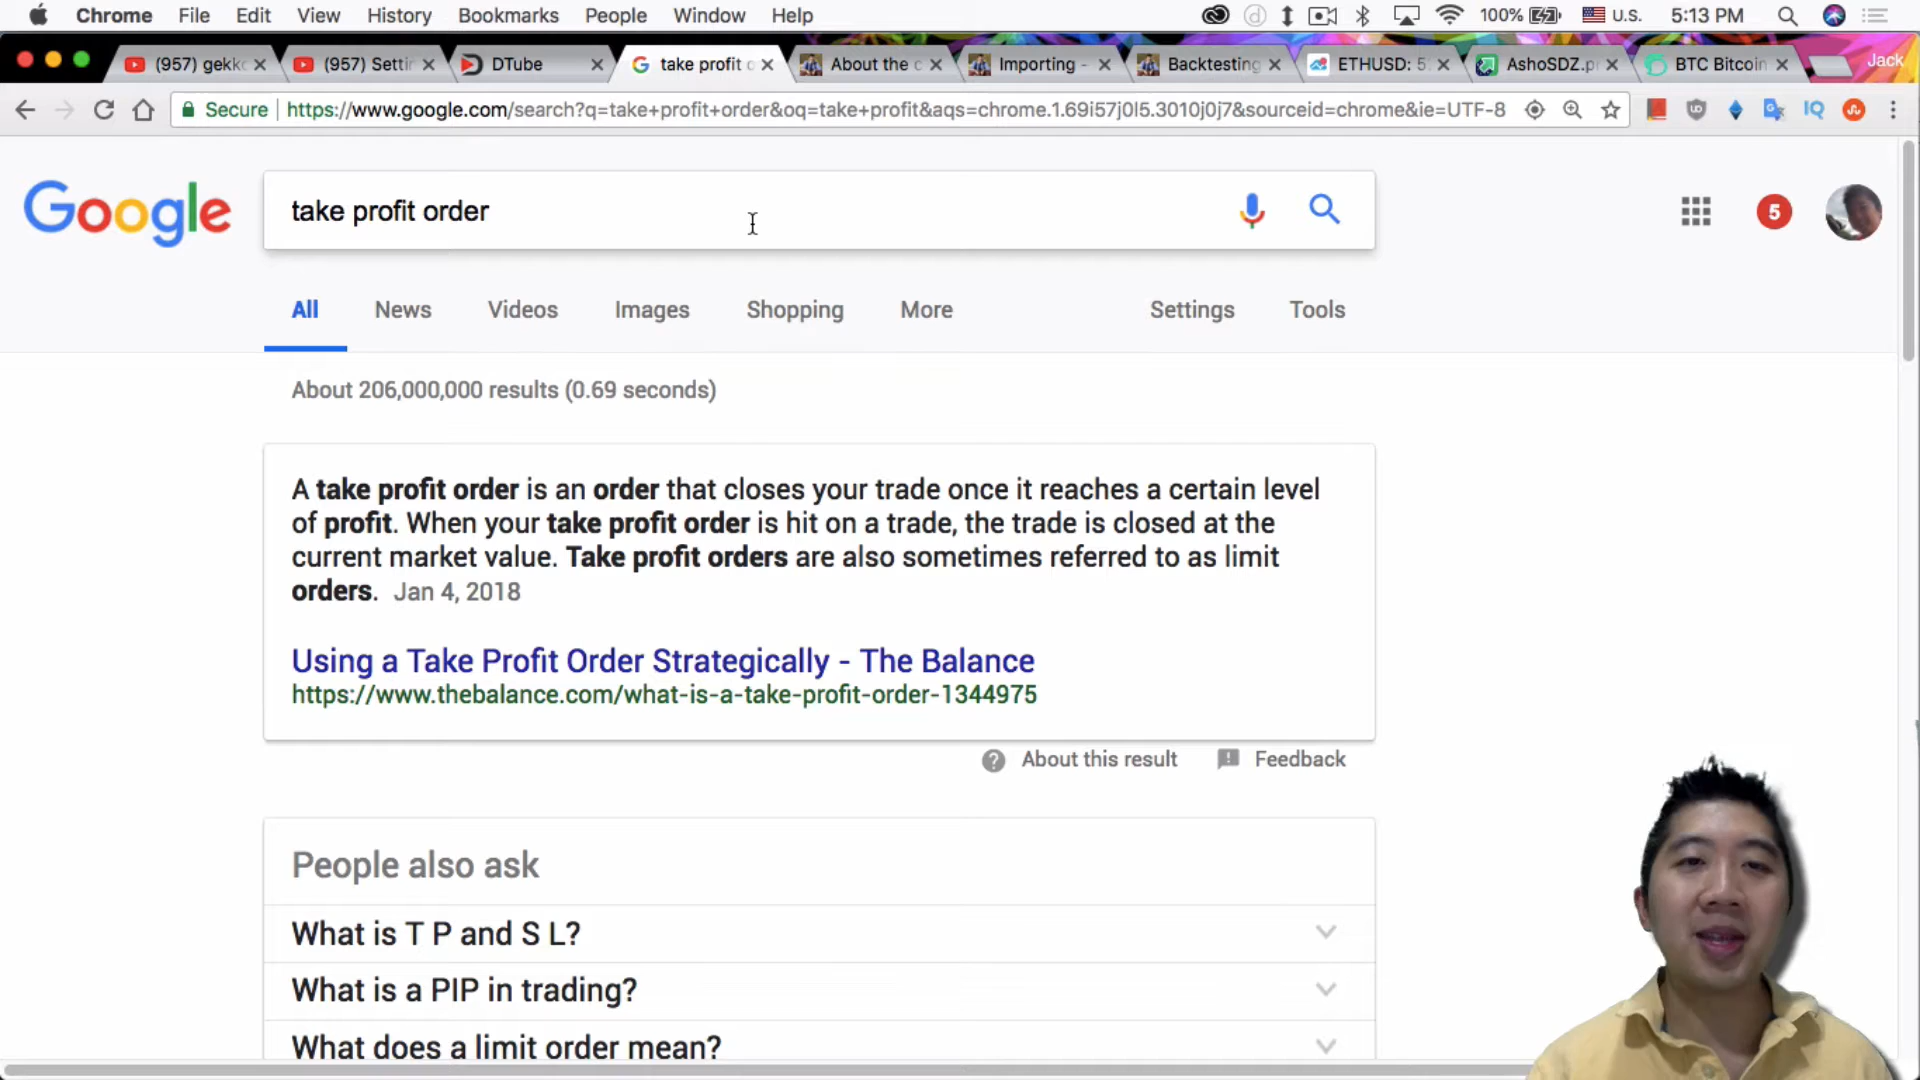 Chrome File Edit View History Bookmarks People Window Help 100% U.S. 5:13 PM
(957) gekk (957) Setti DTube take profit o About the c Importing - Backtesting ETHUSD: 5 AshoSDZ.p BTC Bitcoin Jack
Secure https://www.google.com/search?q=take+profit+order&oq=take+profit&aqs=chrome.1.69i57j0l5.3010j0j7&sourceid=chrome&ie=UTF-8 IQ
Google take profit order 5
All News Videos Images Shopping More Settings Tools
About 206,000,000 results (0.69 seconds)
A take profit order is an order that closes your trade once it reaches a certain level
of profit. When your take profit order is hit on a trade, the trade is closed at the
current market value. Take profit orders are also sometimes referred to as limit
orders. Jan 4, 2018
Using a Take Profit Order Strategically - The Balance
https://www.thebalance.com/what-is-a-take-profit-order-1344975
About this result Feedback
People also ask
What is T P and S L?
What is a PIP in trading?
What does a limit order mean?